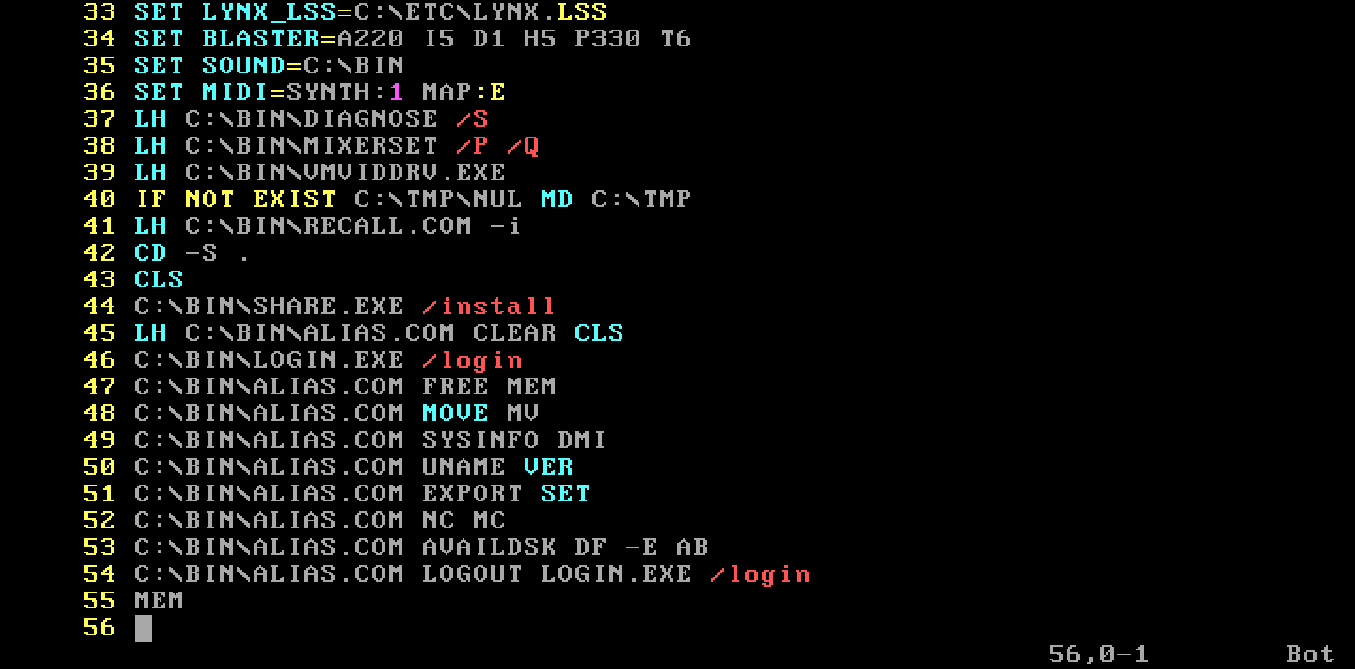 33 SET LYNX_LSS=C:\ETC\LYNX.LSS
34 SET BLASTER=A220 I5 D1 H5 P330 T6
35 SET SOUND=C:\BIN
36 SET MIDI=SYNTH:1 MAP:E
37 LH C:\BIN\DIAGNOSE /S
38 LH C:\BIN\MIXERSET /P /Q
39 LH C:\BIN\VMVIDDRV.EXE
40 IF NOT EXIST C:\TMP\NUL MD C:\TMP
41 LH C:\BIN\RECALL.COM -i
42 CD -S .
43 CLS
44 C:\BIN\SHARE.EXE /install
45 LH C:\BIN\ALIAS.COM CLEAR CLS
46 C:\BIN\LOGIN.EXE /login
47 C:\BIN\ALIAS.COM FREE MEM
48 C:\BIN\ALIAS.COM MOVE MV
49 C:\BIN\ALIAS.COM SYSINFO DMI
50 C:\BIN\ALIAS.COM UNAME VER
51 C:\BIN\ALIAS.COM EXPORT SET
52 C:\BIN\ALIAS.COM NC MC
53 C:\BIN\ALIAS.COM AVAILDSK DF -E AB
54 C:\BIN\ALIAS.COM LOGOUT LOGIN.EXE /login
55 MEM
56
56,0-1 Bot